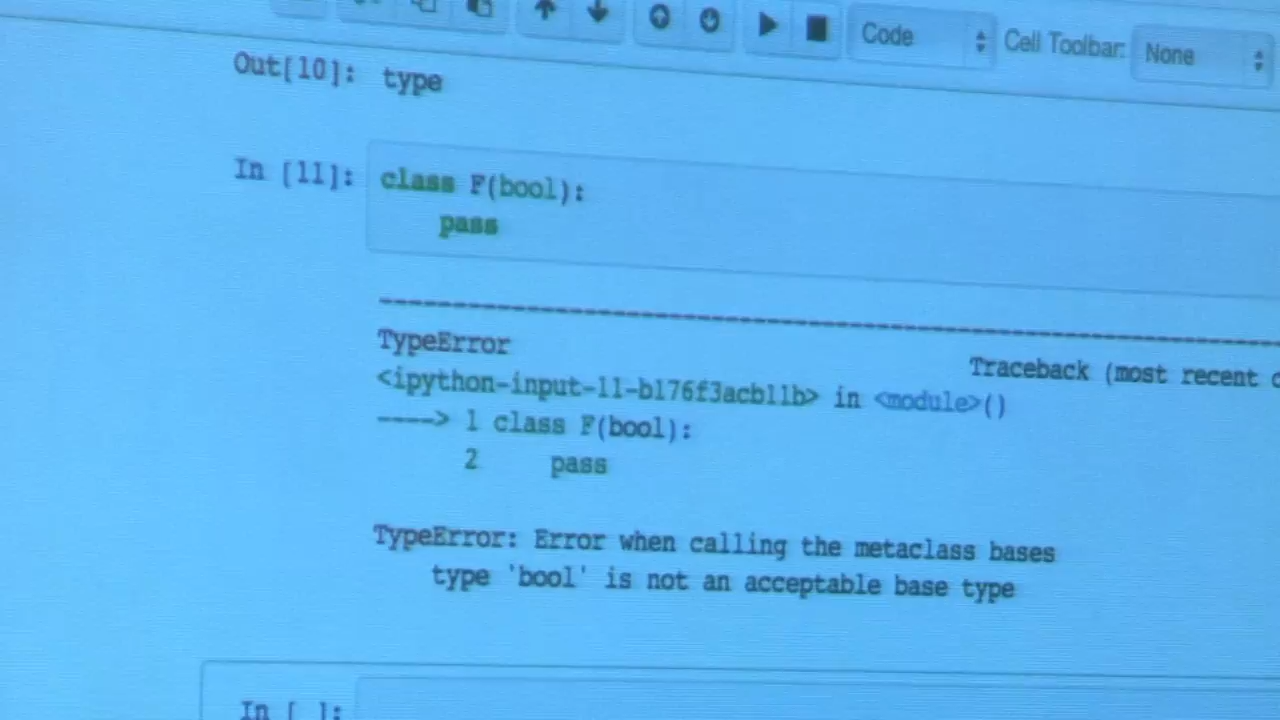 Code Cell Toolbar: None
Out[10]: type
In [11]: class F(bool):
pass
TypeError Traceback (most recent
<ipython-input-11-b176f3acb11b> in <module>()
----> 1 class F(bool):
2 pass
TypeError: Error when calling the metaclass bases
type 'bool' is not an acceptable base type
In [ ]: